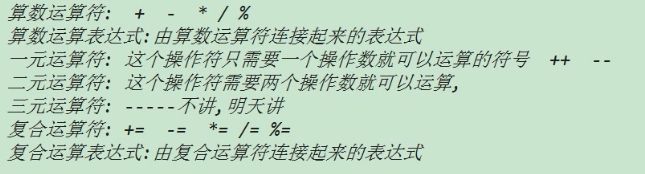 算数运算符: + - * / %
算数运算表达式:由算数运算符连接起来的表达式
一元运算符: 这个操作符只需要一个操作数就可以运算的符号 ++ --
二元运算符: 这个操作符需要两个操作数就可以运算,
三元运算符: -----不讲,明天讲
复合运算符: += -= *= /= %=
复合运算表达式:由复合运算符连接起来的表达式